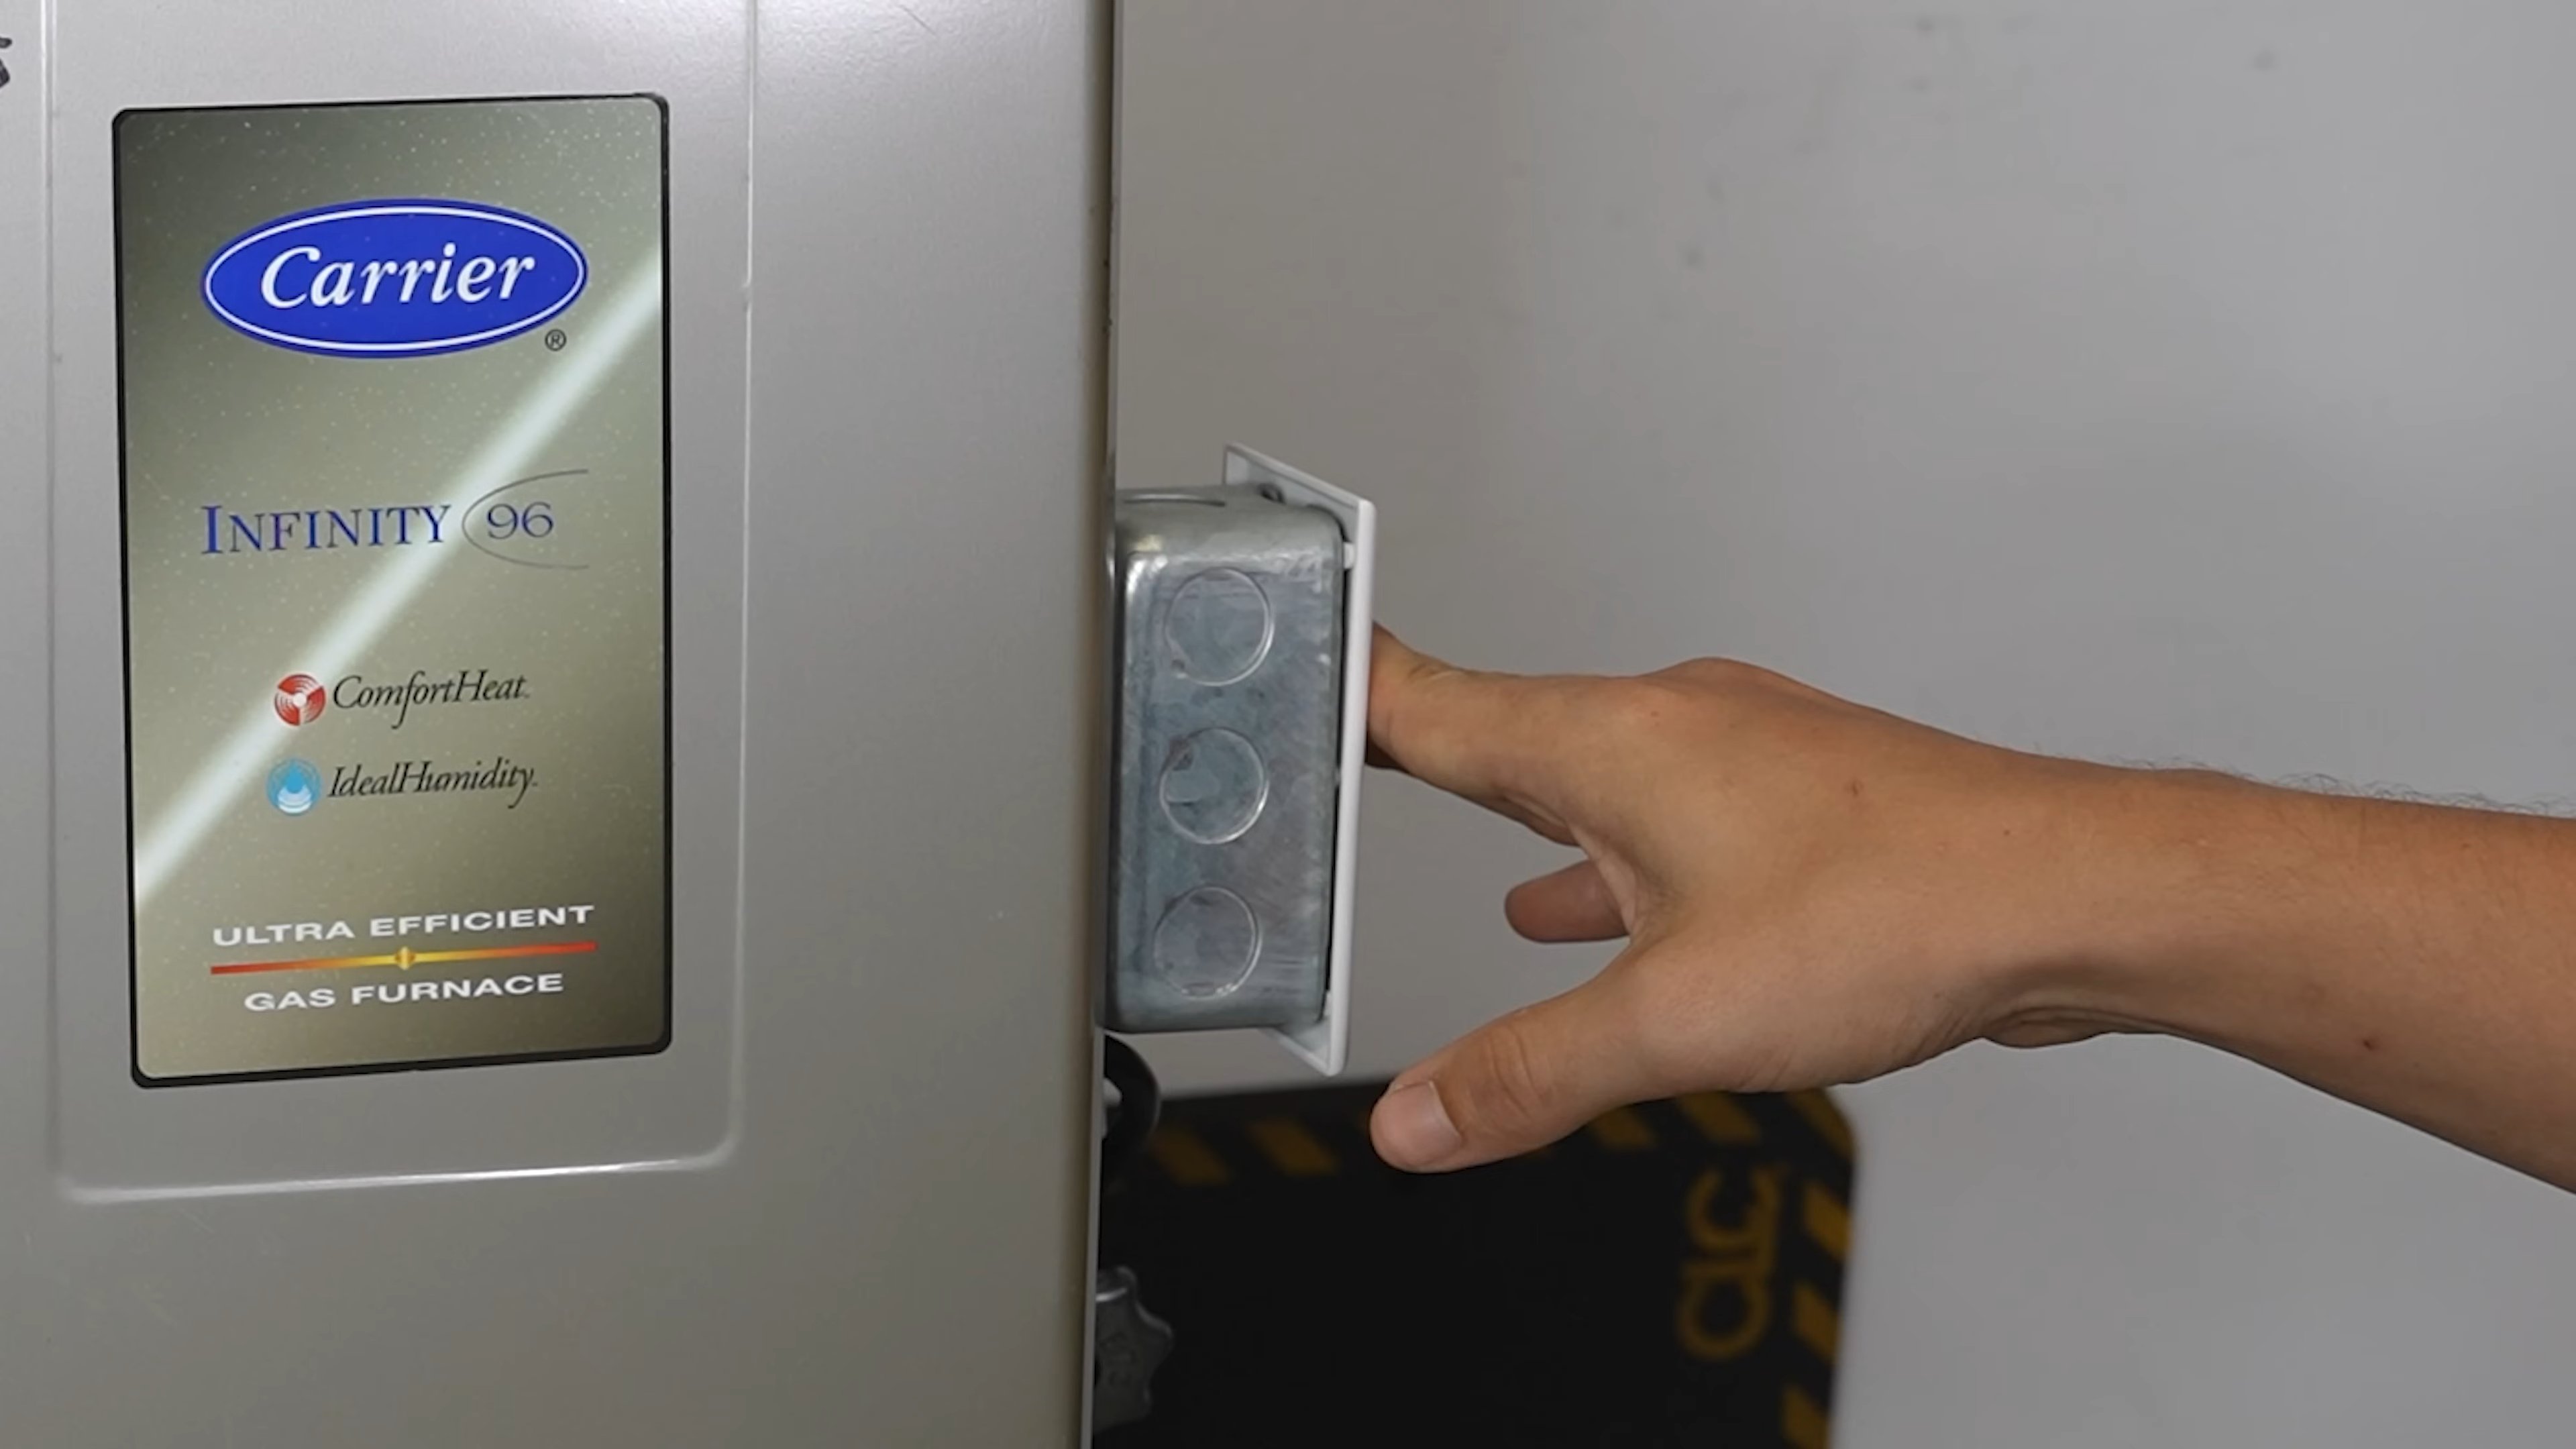 Carrier
®
INFINITY 96
ComfortHeat
IdealHumidity
ULTRA EFFICIENT
GAS FURNACE